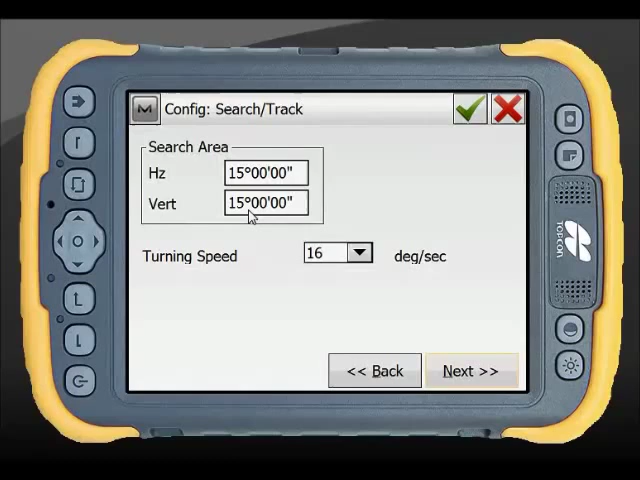 Config: Search/Track
Search Area
Hz 15°00'00"
Vert 15°00'00"
Turning Speed 16 deg/sec
<< Back Next >>
TOPCON